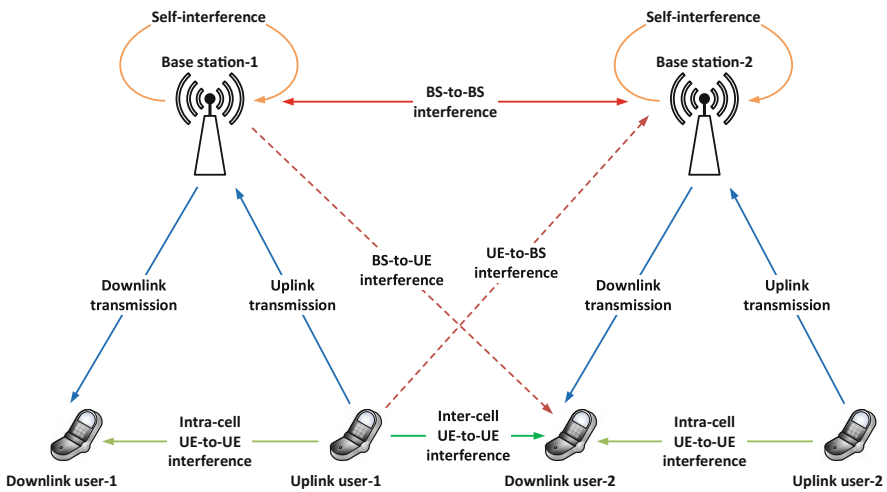 Self-interference
Self-interference
Base station-1
Base station-2
BS-to-BS
interference
BS-to-UE
interference
UE-to-BS
interference
Downlink
transmission
Uplink
transmission
Downlink
transmission
Uplink
transmission
Intra-cell
UE-to-UE
interference
Inter-cell
UE-to-UE
interference
Intra-cell
UE-to-UE
interference
Downlink user-1
Uplink user-1
Downlink user-2
Uplink user-2